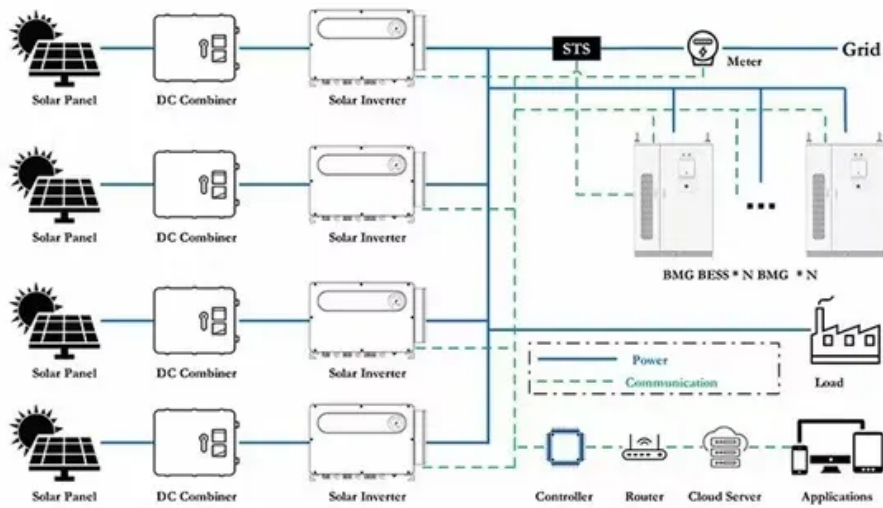 STS
Meter
Grid
Solar Panel
DC Combiner
Solar Inverter
Solar Panel
DC Combiner
Solar Inverter
BMG BESS * N BMG * N
Solar Panel
DC Combiner
Solar Inverter
Power
Communication
Load
Solar Panel
DC Combiner
Solar Inverter
Controller
Router
Cloud Server
Applications